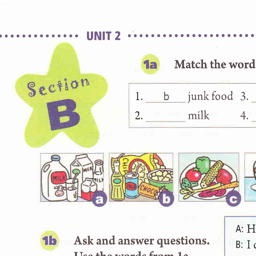 UNIT 2
1a Match the word
Section
B
1. b junk food 3.
2. milk 4.
MILK
CHOCO
a b c
1b Ask and answer questions.
A: H
Use the words from 1a
B: I